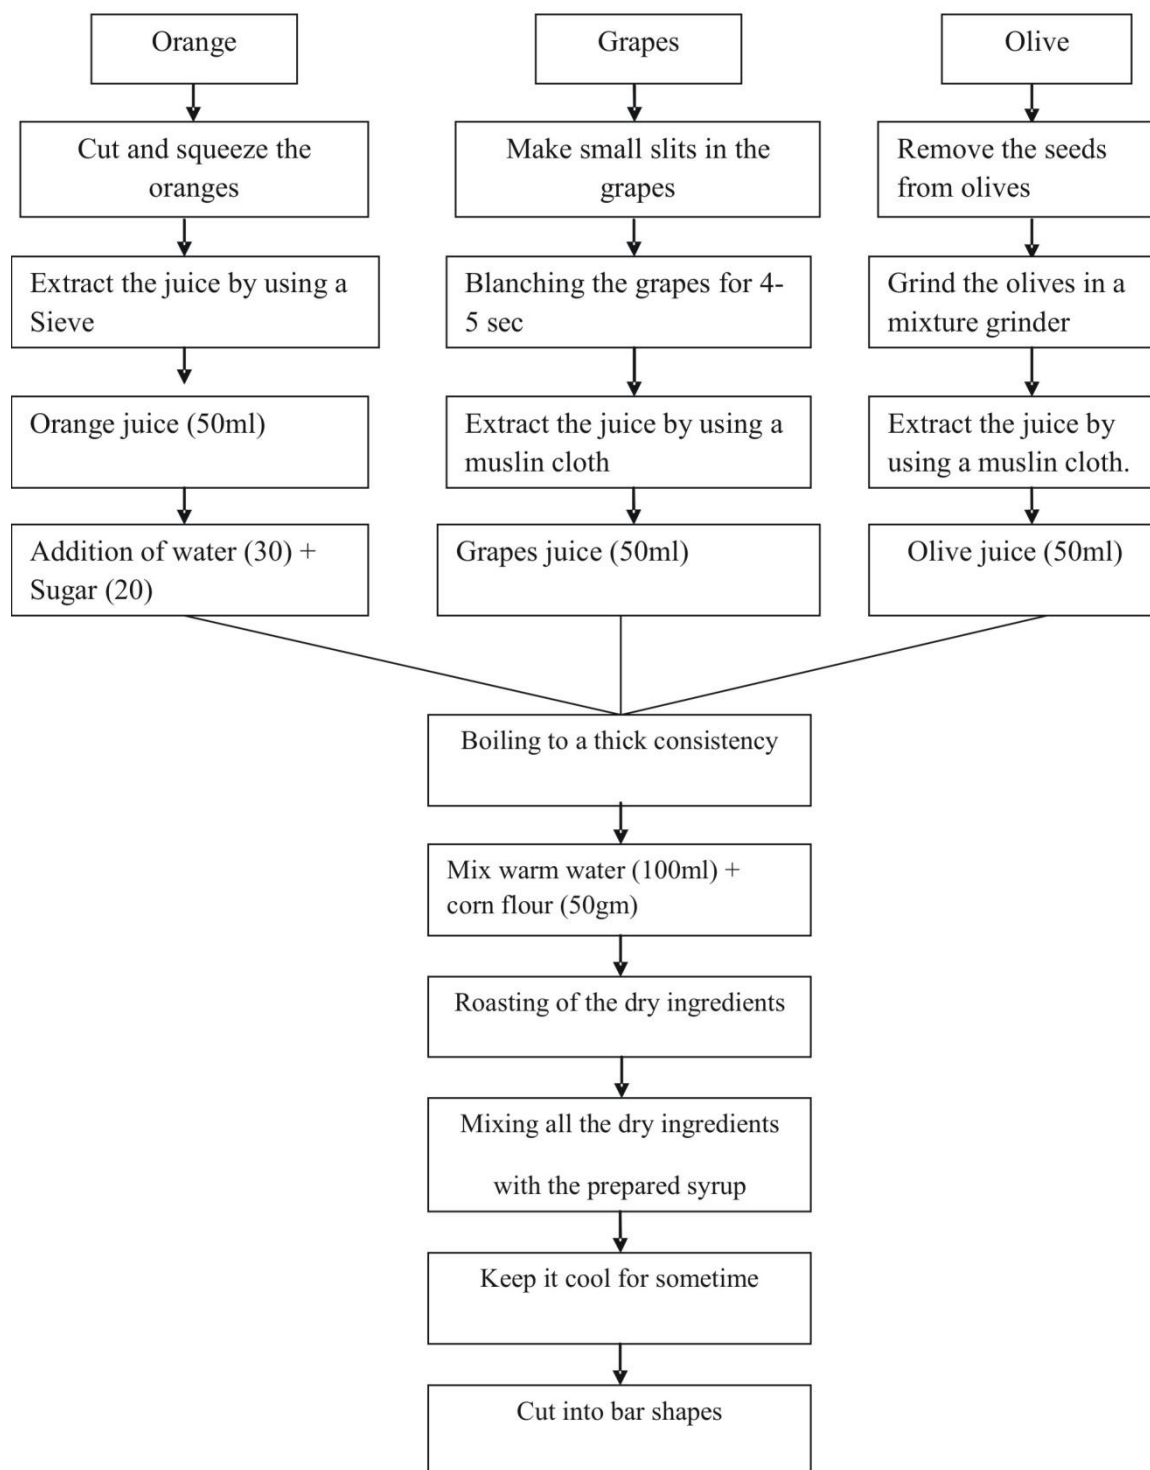 Orange
Grapes
Olive
Cut and squeeze the
oranges
Make small slits in the
grapes
Remove the seeds
from olives
Extract the juice by using a
Sieve
Blanching the grapes for 4-
5 sec
Grind the olives in a
mixture grinder
Orange juice (50ml)
Extract the juice by using a
muslin cloth
Extract the juice by
using a muslin cloth.
Addition of water (30) +
Sugar (20)
Grapes juice (50ml)
Olive juice (50ml)
Boiling to a thick consistency
Mix warm water (100ml) +
corn flour (50gm)
Roasting of the dry ingredients
Mixing all the dry ingredients
with the prepared syrup
Keep it cool for sometime
Cut into bar shapes